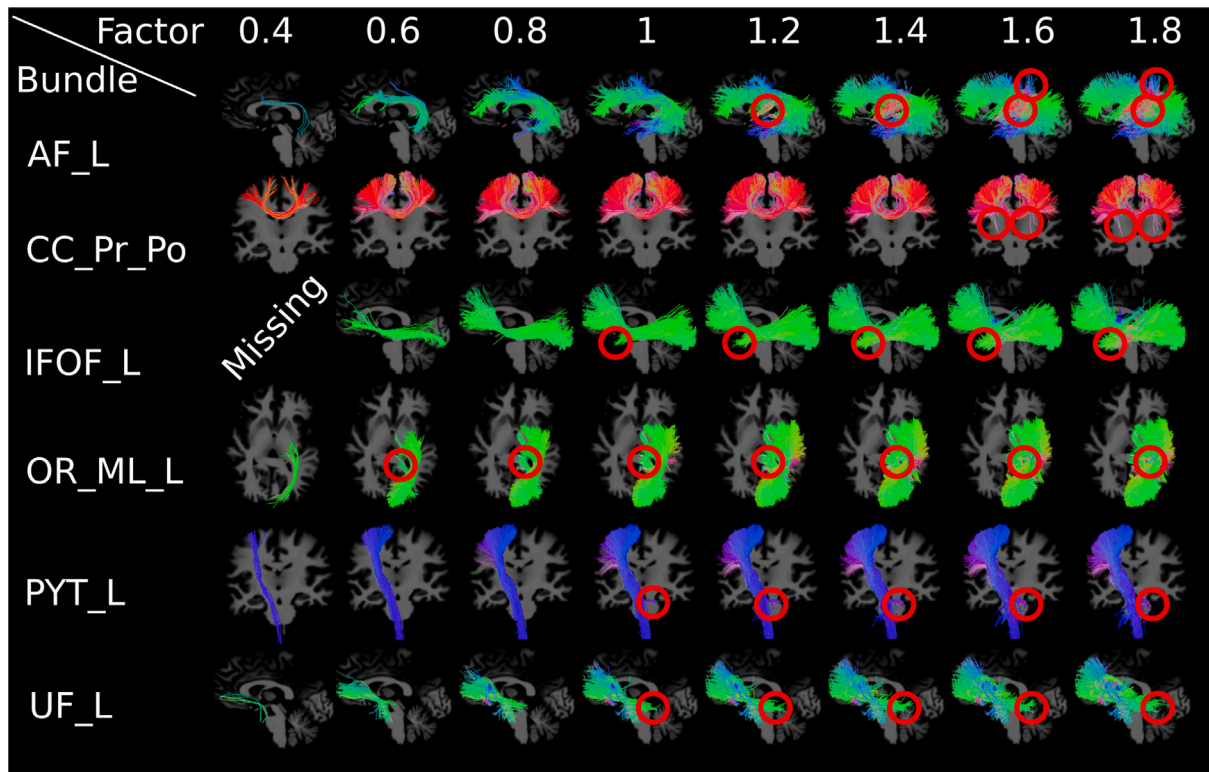 Factor 0.4 0.6 0.8 1 1.2 1.4 1.6 1.8
Bundle
AF_L
CC_Pr_Po
Missing
IFOF_L
OR_ML_L
PYT_L
UF_L